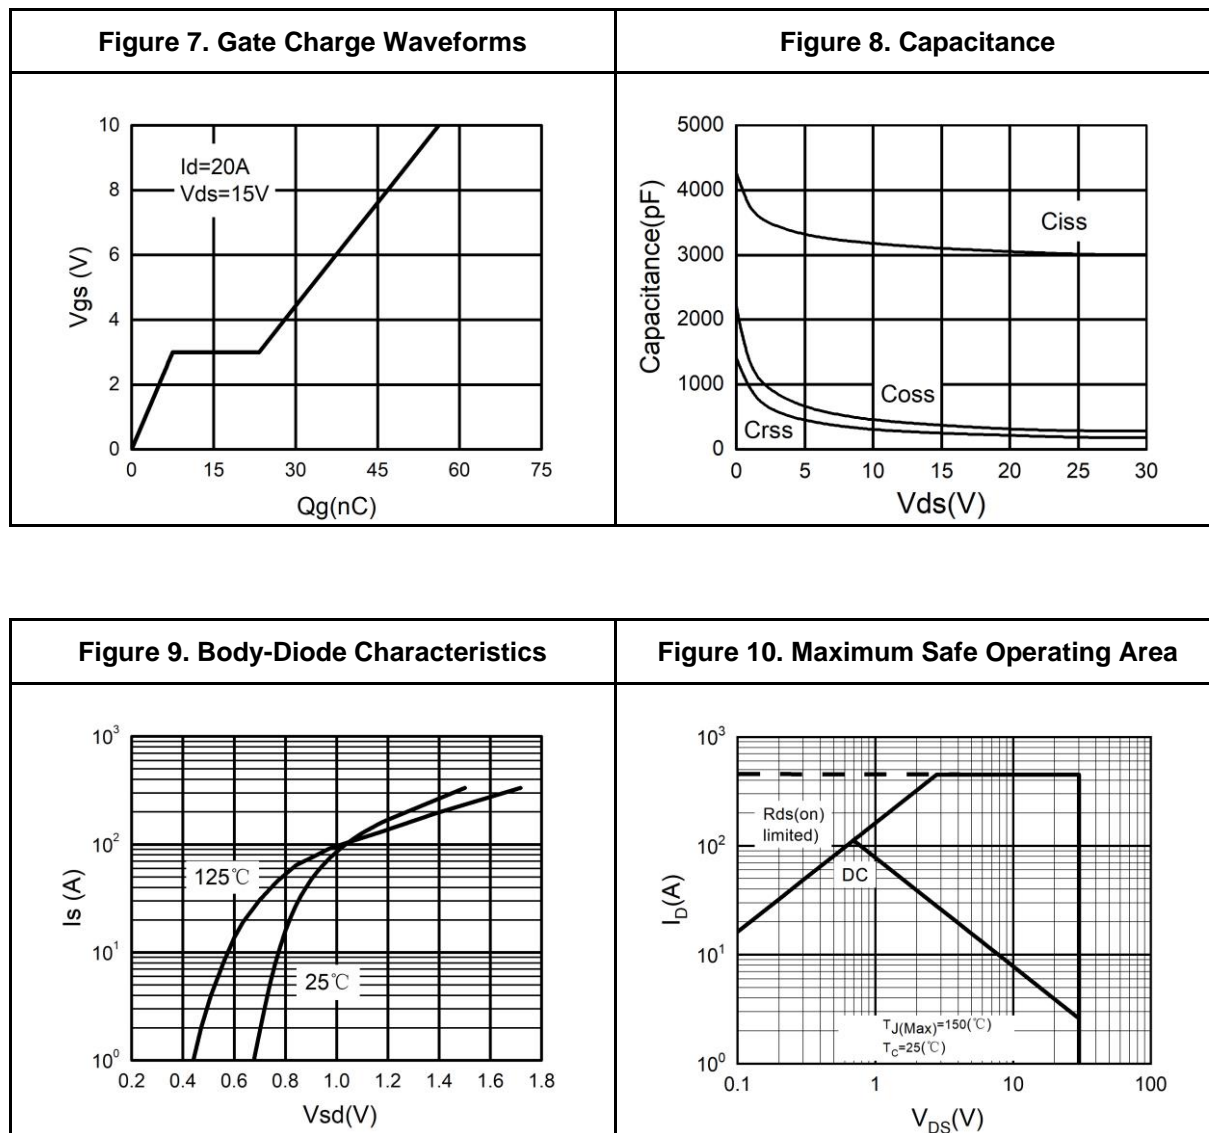 Figure 7. Gate Charge Waveforms
Figure 8. Capacitance
10
8
6
4
2
0
Vgs (V)
Id=20A
Vds=15V
0 15 30 45 60 75
Qg(nC)
5000
4000
3000
2000
1000
0
Capacitance(pF)
Ciss
Coss
Crss
0 5 10 15 20 25 30
Vds(V)
Figure 9. Body-Diode Characteristics
Figure 10. Maximum Safe Operating Area
10³
10²
10¹
10⁰
Is (A)
125℃
25℃
0.2 0.4 0.6 0.8 1.0 1.2 1.4 1.6 1.8
Vsd(V)
10³
10²
10¹
10⁰
I_D(A)
Rds(on)
limited)
DC
T_J(Max)=150(℃)
T_C=25(℃)
0.1 1 10 100
V_DS(V)